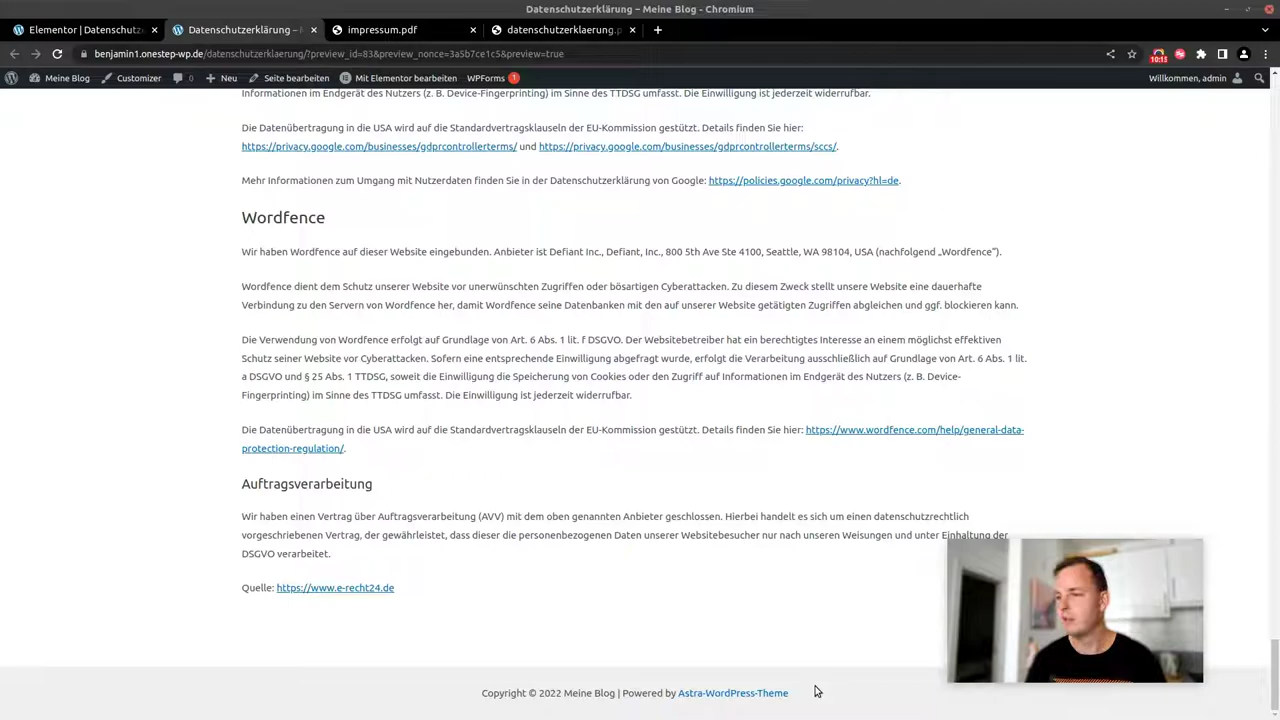 Datenschutzerklärung – Meine Blog - Chromium
Elementor | Datenschutz
Datenschutzerklärung –
impressum.pdf
datenschutzerklaerung.p
benjamin1.onestep-wp.de/datenschutzerklaerung/?preview_id=83&preview_nonce=3a5b7ce1c5&preview=true
10:13
Meine Blog
Customizer
0
Neu
Seite bearbeiten
Mit Elementor bearbeiten
WPForms 1
Willkommen, admin
Informationen im Endgerät des Nutzers (z. B. Device-Fingerprinting) im Sinne des TTDSG umfasst. Die Einwilligung ist jederzeit widerrufbar.
Die Datenübertragung in die USA wird auf die Standardvertragsklauseln der EU-Kommission gestützt. Details finden Sie hier:
https://privacy.google.com/businesses/gdprcontrollerterms/ und https://privacy.google.com/businesses/gdprcontrollerterms/sccs/.
Mehr Informationen zum Umgang mit Nutzerdaten finden Sie in der Datenschutzerklärung von Google: https://policies.google.com/privacy?hl=de.
Wordfence
Wir haben Wordfence auf dieser Website eingebunden. Anbieter ist Defiant Inc., Defiant, Inc., 800 5th Ave Ste 4100, Seattle, WA 98104, USA (nachfolgend „Wordfence“).
Wordfence dient dem Schutz unserer Website vor unerwünschten Zugriffen oder bösartigen Cyberattacken. Zu diesem Zweck stellt unsere Website eine dauerhafte
Verbindung zu den Servern von Wordfence her, damit Wordfence seine Datenbanken mit den auf unserer Website getätigten Zugriffen abgleichen und ggf. blockieren kann.
Die Verwendung von Wordfence erfolgt auf Grundlage von Art. 6 Abs. 1 lit. f DSGVO. Der Websitebetreiber hat ein berechtigtes Interesse an einem möglichst effektiven
Schutz seiner Website vor Cyberattacken. Sofern eine entsprechende Einwilligung abgefragt wurde, erfolgt die Verarbeitung ausschließlich auf Grundlage von Art. 6 Abs. 1 lit.
a DSGVO und § 25 Abs. 1 TTDSG, soweit die Einwilligung die Speicherung von Cookies oder den Zugriff auf Informationen im Endgerät des Nutzers (z. B. Device-
Fingerprinting) im Sinne des TTDSG umfasst. Die Einwilligung ist jederzeit widerrufbar.
Die Datenübertragung in die USA wird auf die Standardvertragsklauseln der EU-Kommission gestützt. Details finden Sie hier: https://www.wordfence.com/help/general-data-
protection-regulation/.
Auftragsverarbeitung
Wir haben einen Vertrag über Auftragsverarbeitung (AVV) mit dem oben genannten Anbieter geschlossen. Hierbei handelt es sich um einen datenschutzrechtlich
vorgeschriebenen Vertrag, der gewährleistet, dass dieser die personenbezogenen Daten unserer Websitebesucher nur nach unseren Weisungen und unter Einhaltung der
DSGVO verarbeitet.
Quelle: https://www.e-recht24.de
Copyright © 2022 Meine Blog | Powered by Astra-WordPress-Theme